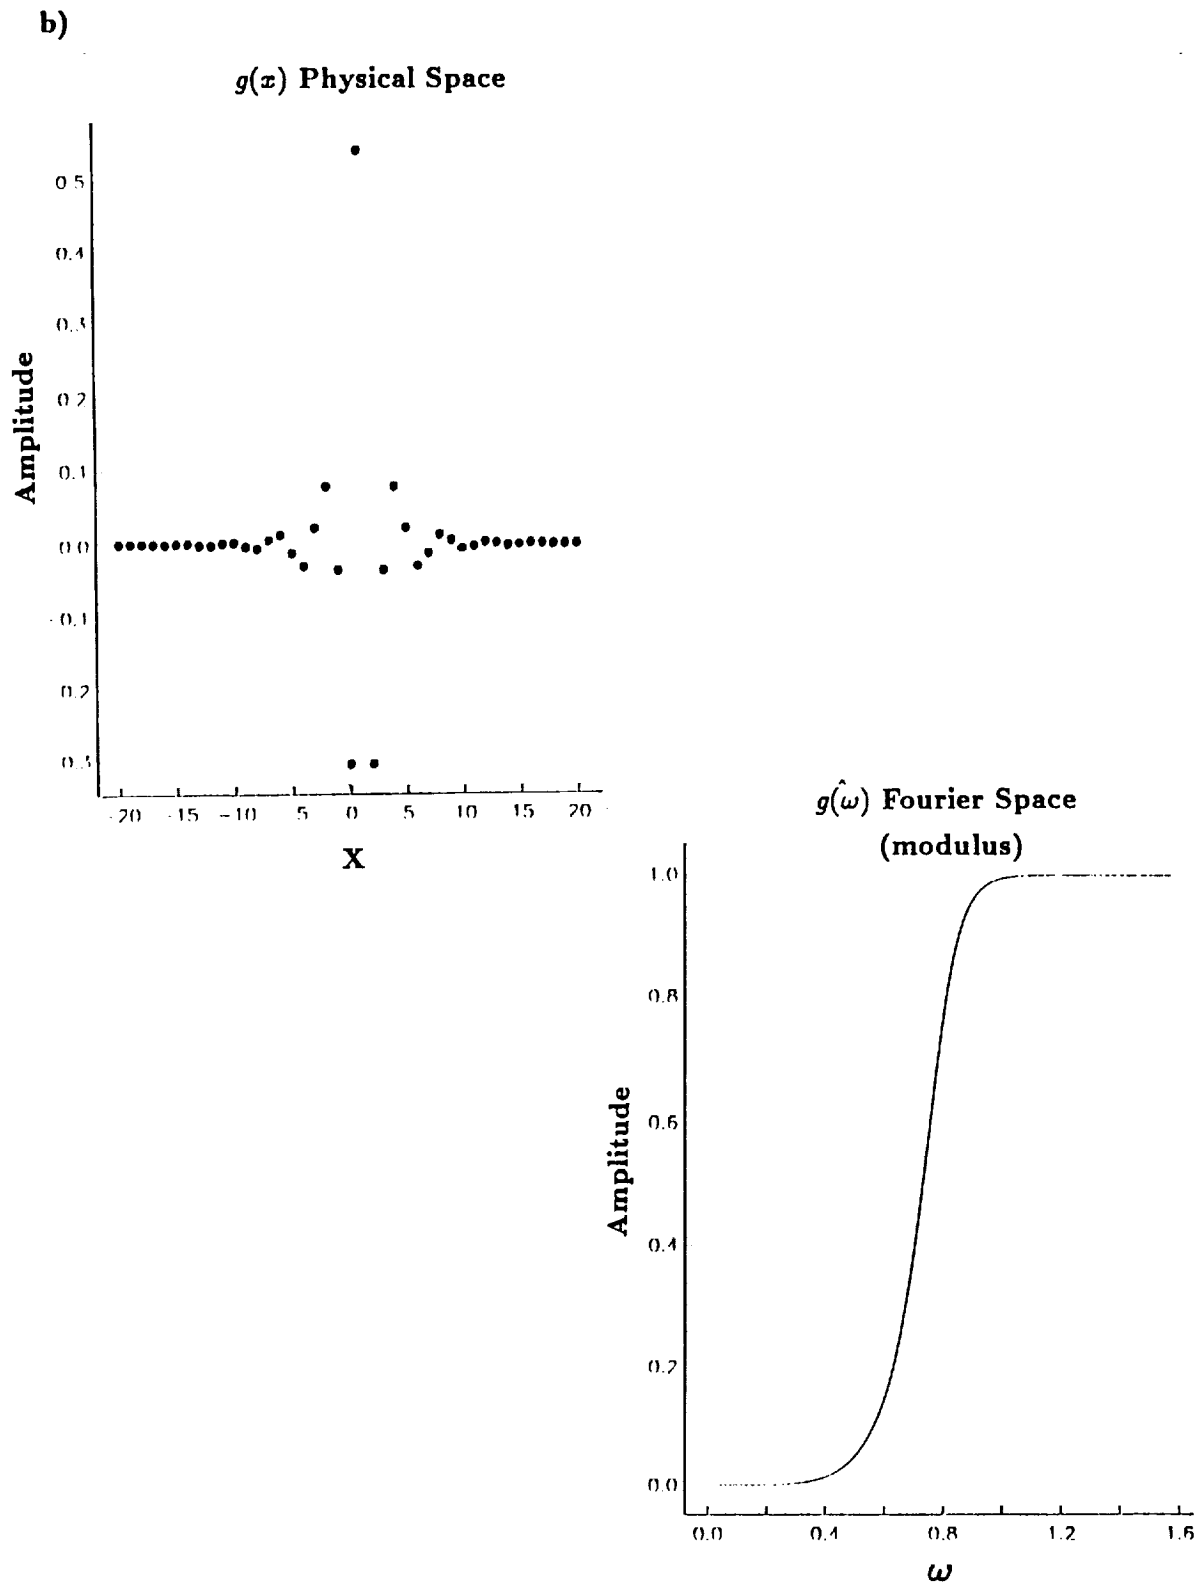 b)
g(x) Physical Space
0.5
0.4
0.3
0.2
0.1
0.0
-0.1
0.2
0.3
Amplitude
-20 15 -10 5 0 5 10 15 20
X
ĝ(ω) Fourier Space
(modulus)
1.0
0.8
0.6
0.4
0.2
0.0
Amplitude
0.0 0.4 0.8 1.2 1.6
ω